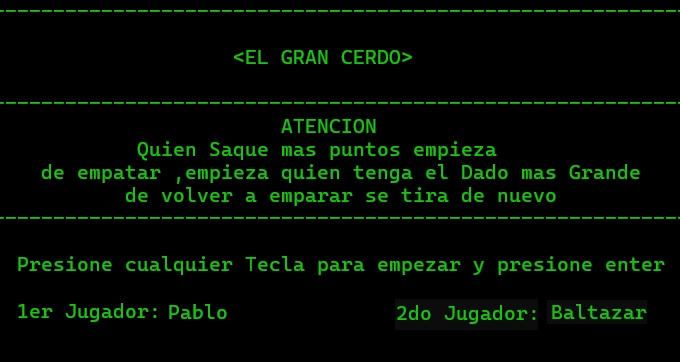 <EL GRAN CERDO>
ATENCION
Quien Saque mas puntos empieza
de empatar ,empieza quien tenga el Dado mas Grande
de volver a emparar se tira de nuevo
Presione cualquier Tecla para empezar y presione enter
1er Jugador: Pablo 2do Jugador: Baltazar